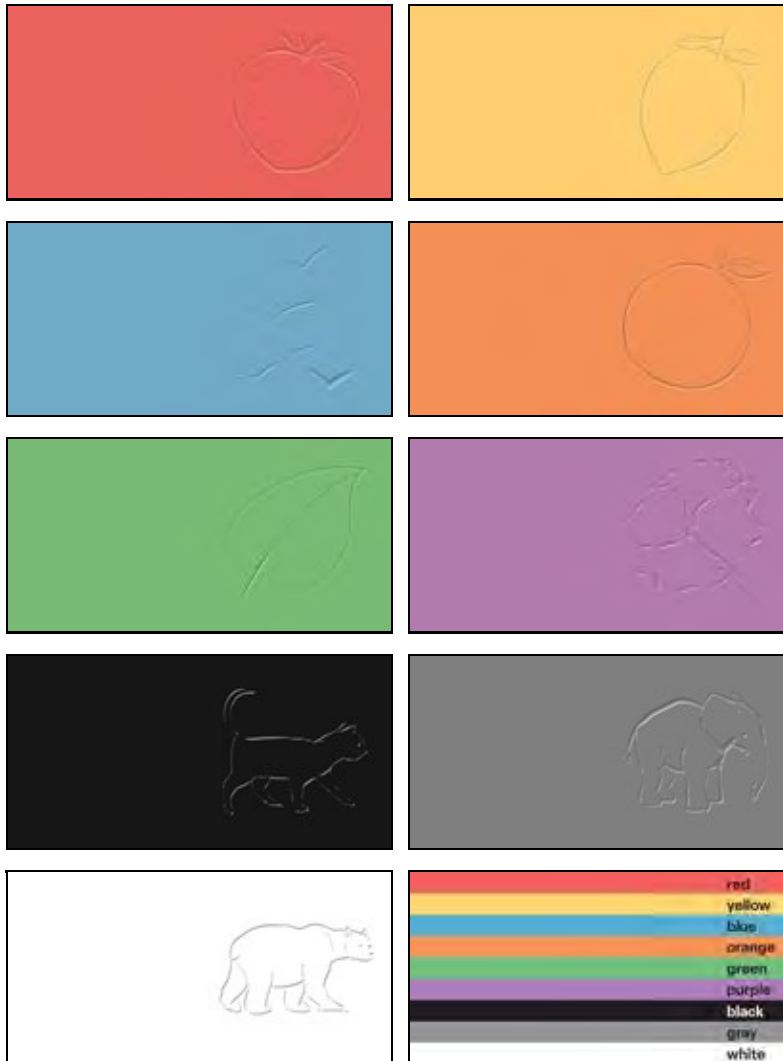 red
yellow
blue
orange
green
purple
black
gray
white